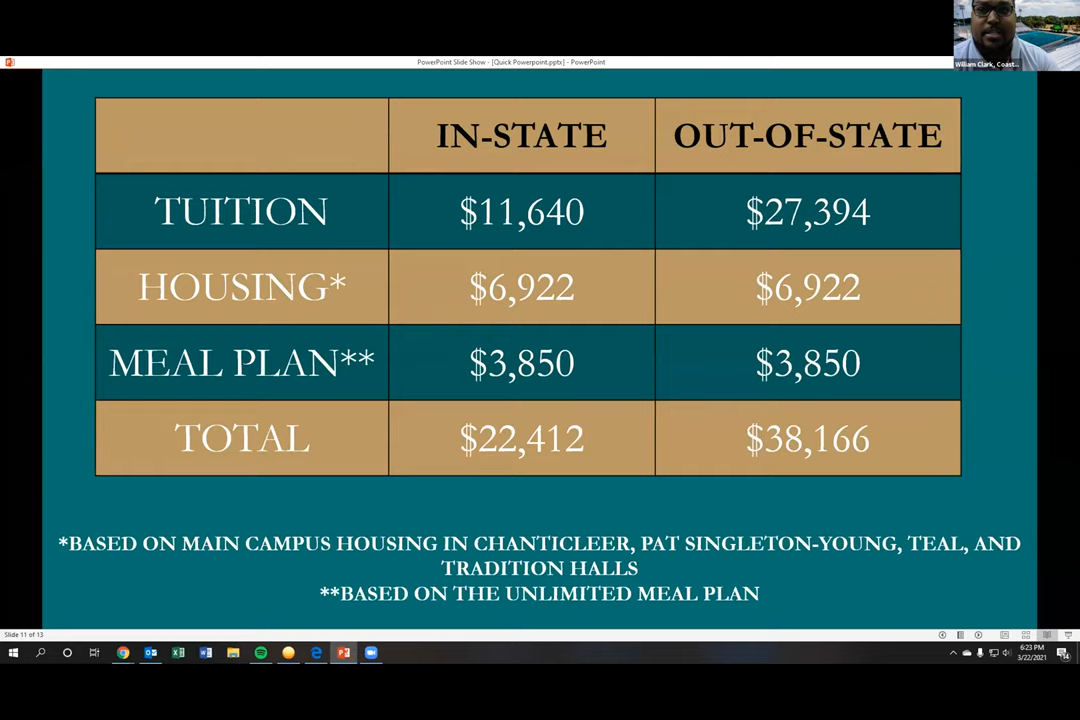 PowerPoint Slide Show - [Quick Powerpoint.pptx] - PowerPoint
William Clark, Coast...
IN-STATE OUT-OF-STATE
TUITION $11,640 $27,394
HOUSING* $6,922 $6,922
MEAL PLAN** $3,850 $3,850
TOTAL $22,412 $38,166
*BASED ON MAIN CAMPUS HOUSING IN CHANTICLEER, PAT SINGLETON-YOUNG, TEAL, AND
TRADITION HALLS
**BASED ON THE UNLIMITED MEAL PLAN
Slide 11 of 13
6:23 PM
3/22/2021